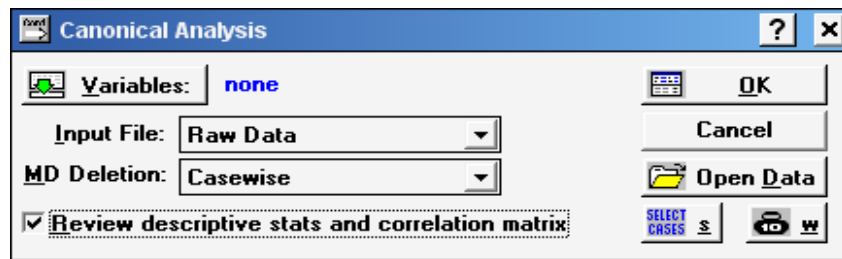 Canonical Analysis ?
Variables: none
OK
Input File: Raw Data
Cancel
MD Deletion: Casewise
Open Data
Review descriptive stats and correlation matrix
SELECT CASES s
w